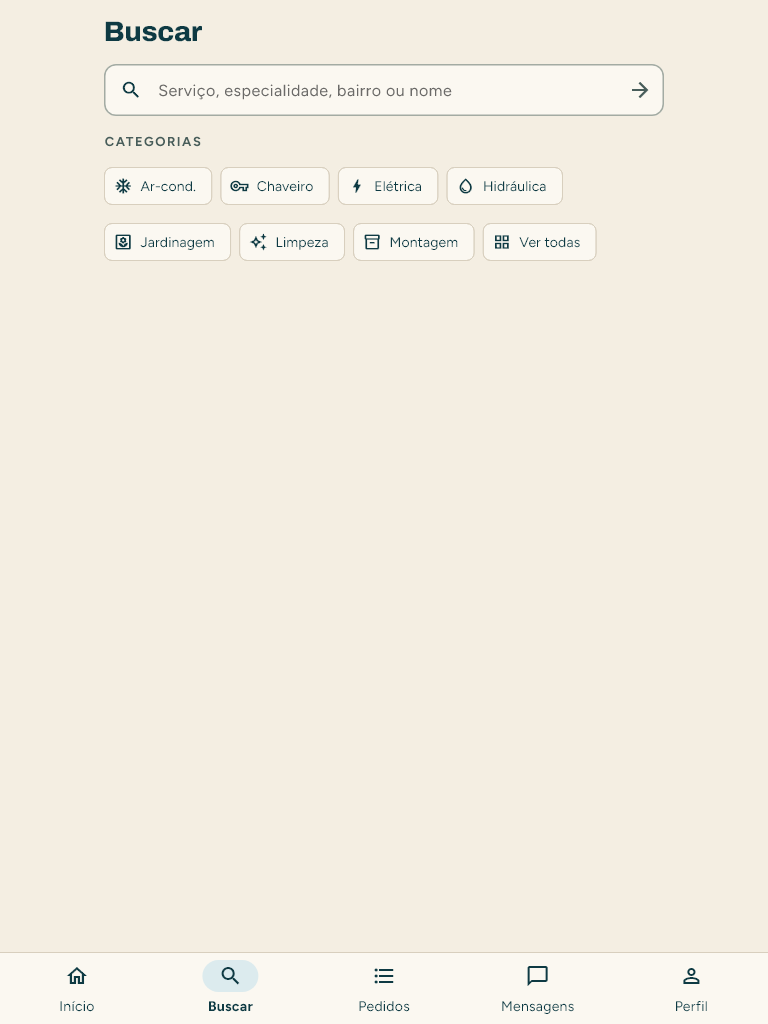 Buscar
Serviço, especialidade, bairro ou nome
CATEGORIAS
Ar-cond. Chaveiro Elétrica Hidráulica
Jardinagem Limpeza Montagem Ver todas
Início Buscar Pedidos Mensagens Perfil